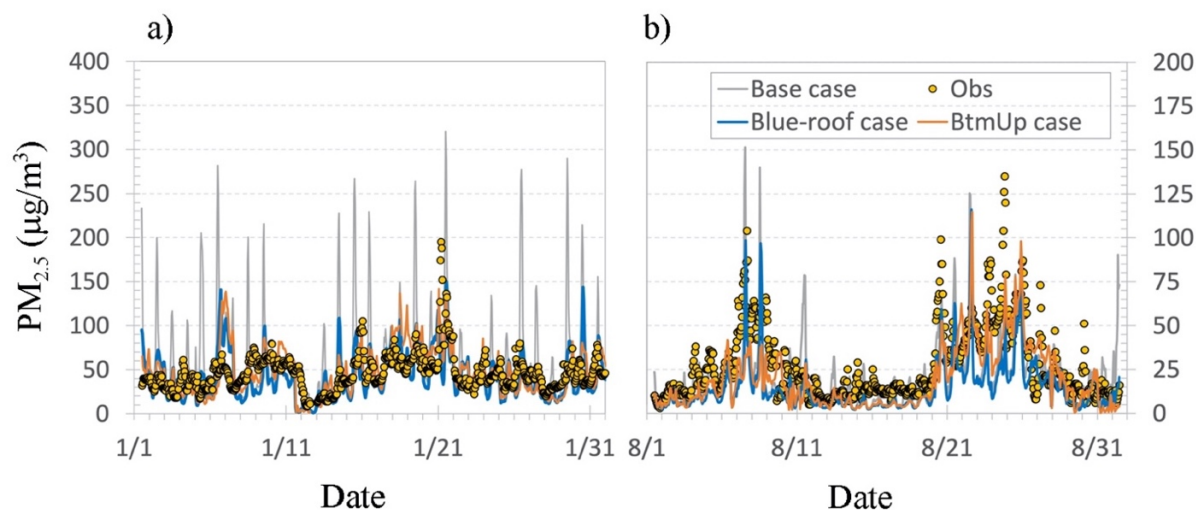 a)
400
350
300
250
200
150
100
50
0
PM2.5 (μg/m³)
1/1 1/11 1/21 1/31
Date
b)
Base case Obs
Blue-roof case BtmUp case
200
175
150
125
100
75
50
25
0
8/1 8/11 8/21 8/31
Date